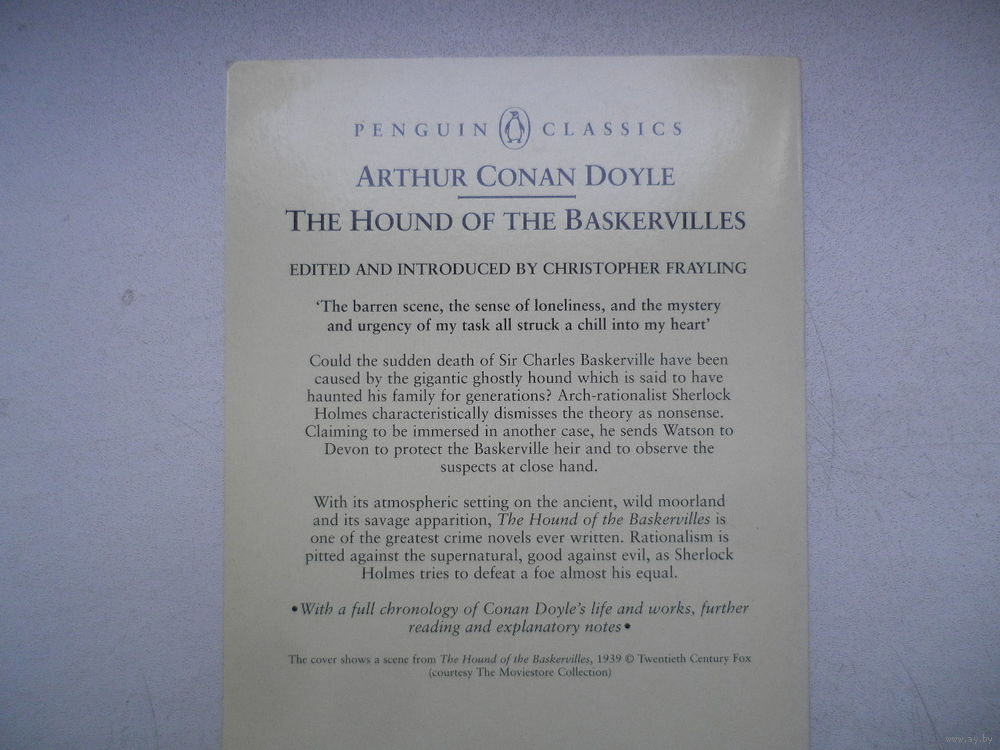 PENGUIN CLASSICS
ARTHUR CONAN DOYLE
THE HOUND OF THE BASKERVILLES
EDITED AND INTRODUCED BY CHRISTOPHER FRAYLING
‘The barren scene, the sense of loneliness, and the mystery
and urgency of my task all struck a chill into my heart’
Could the sudden death of Sir Charles Baskerville have been
caused by the gigantic ghostly hound which is said to have
haunted his family for generations? Arch-rationalist Sherlock
Holmes characteristically dismisses the theory as nonsense.
Claiming to be immersed in another case, he sends Watson to
Devon to protect the Baskerville heir and to observe the
suspects at close hand.
With its atmospheric setting on the ancient, wild moorland
and its savage apparition, The Hound of the Baskervilles is
one of the greatest crime novels ever written. Rationalism is
pitted against the supernatural, good against evil, as Sherlock
Holmes tries to defeat a foe almost his equal.
•With a full chronology of Conan Doyle’s life and works, further
reading and explanatory notes•
The cover shows a scene from The Hound of the Baskervilles, 1939 © Twentieth Century Fox
(courtesy The Moviestore Collection)
www.ay.by